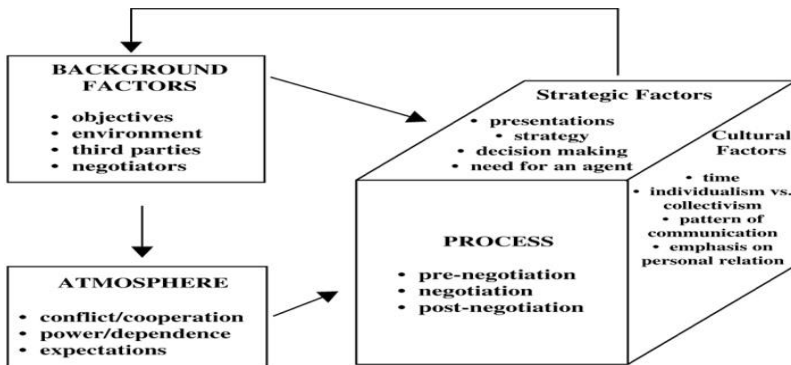 BACKGROUND
FACTORS
• objectives
• environment
• third parties
• negotiators
Strategic Factors
• presentations
• strategy
• decision making
• need for an agent
Cultural
Factors
• time
• individualism vs.
collectivism
• pattern of
communication
• emphasis on
personal relation
PROCESS
• pre-negotiation
• negotiation
• post-negotiation
ATMOSPHERE
• conflict/cooperation
• power/dependence
• expectations